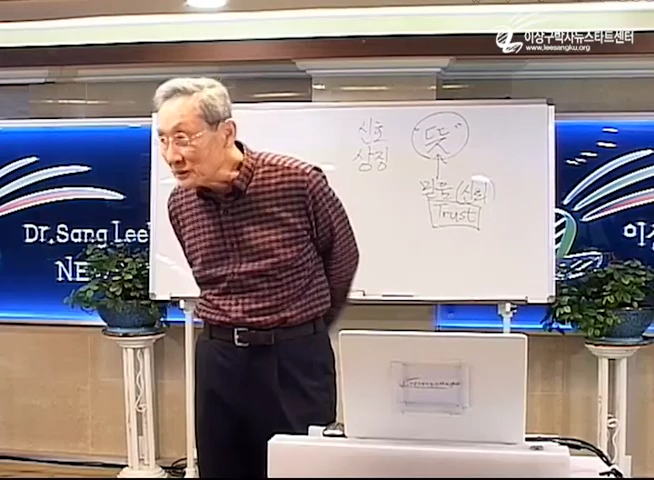 이상구박사뉴스타트센터
www.leesangku.org
신호
상징
"뜻"
믿음(신뢰)
Trust
Dr.Sang Lee
NE
이